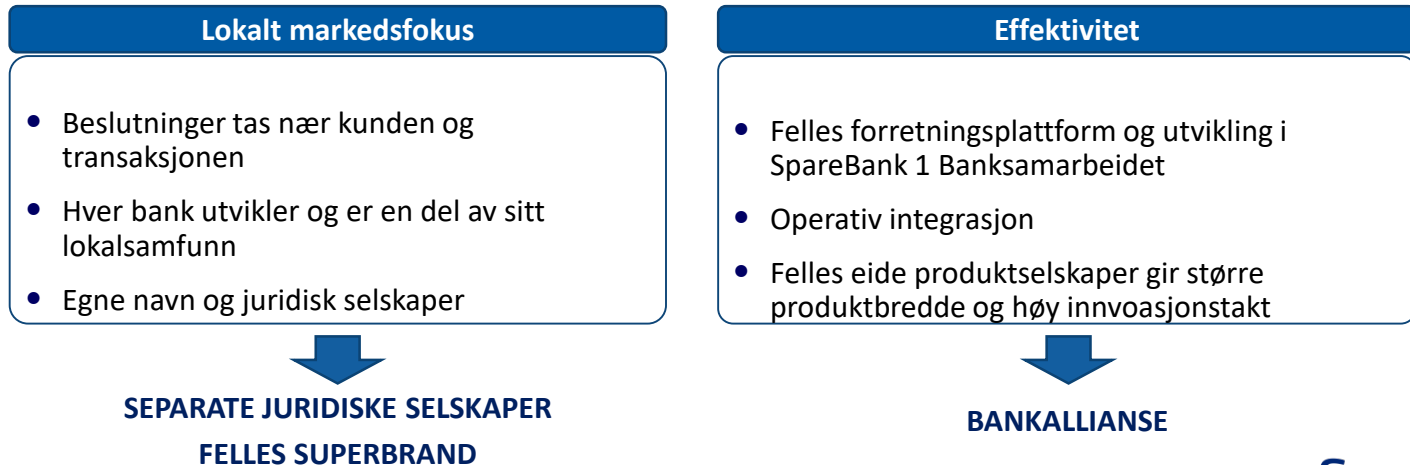 Lokalt markedsfokus
• Beslutninger tas nær kunden og
transaksjonen
• Hver bank utvikler og er en del av sitt
lokalsamfunn
• Egne navn og juridisk selskaper
SEPARATE JURIDISKE SELSKAPER
FELLES SUPERBRAND
Effektivitet
• Felles forretningsplattform og utvikling i
SpareBank 1 Banksamarbeidet
• Operativ integrasjon
• Felles eide produktselskaper gir større
produktbredde og høy innvoasjonstakt
BANKALLIANSE